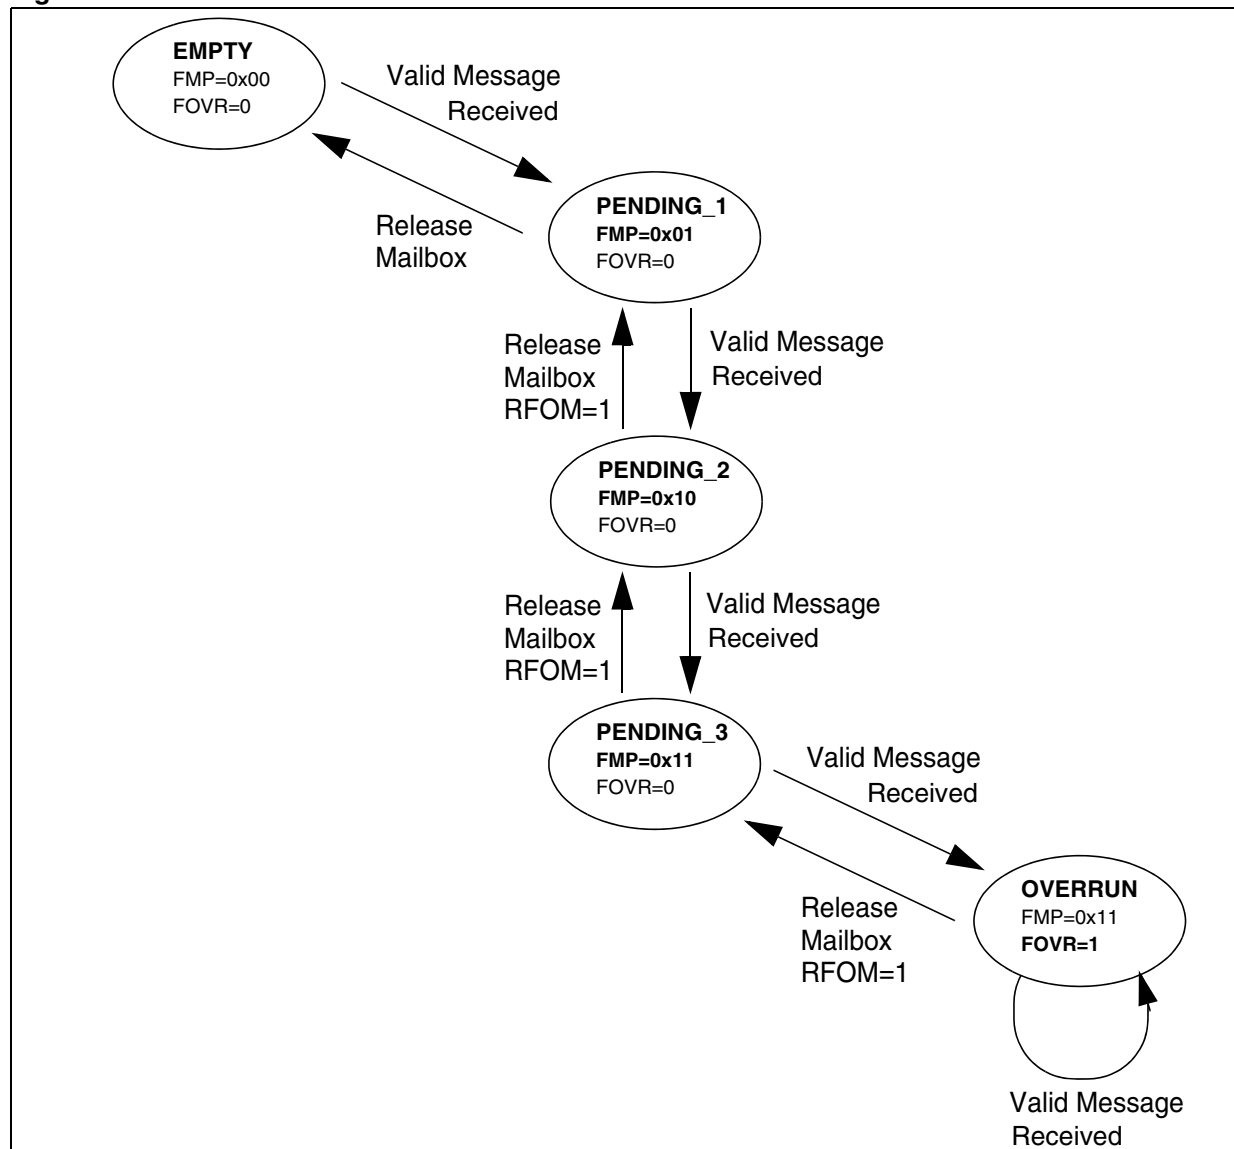 EMPTY
FMP=0x00
FOVR=0
Valid Message
Received
Release
Mailbox
PENDING_1
FMP=0x01
FOVR=0
Release
Mailbox
RFOM=1
Valid Message
Received
PENDING_2
FMP=0x10
FOVR=0
Release
Mailbox
RFOM=1
Valid Message
Received
PENDING_3
FMP=0x11
FOVR=0
Valid Message
Received
Release
Mailbox
RFOM=1
OVERRUN
FMP=0x11
FOVR=1
Valid Message
Received